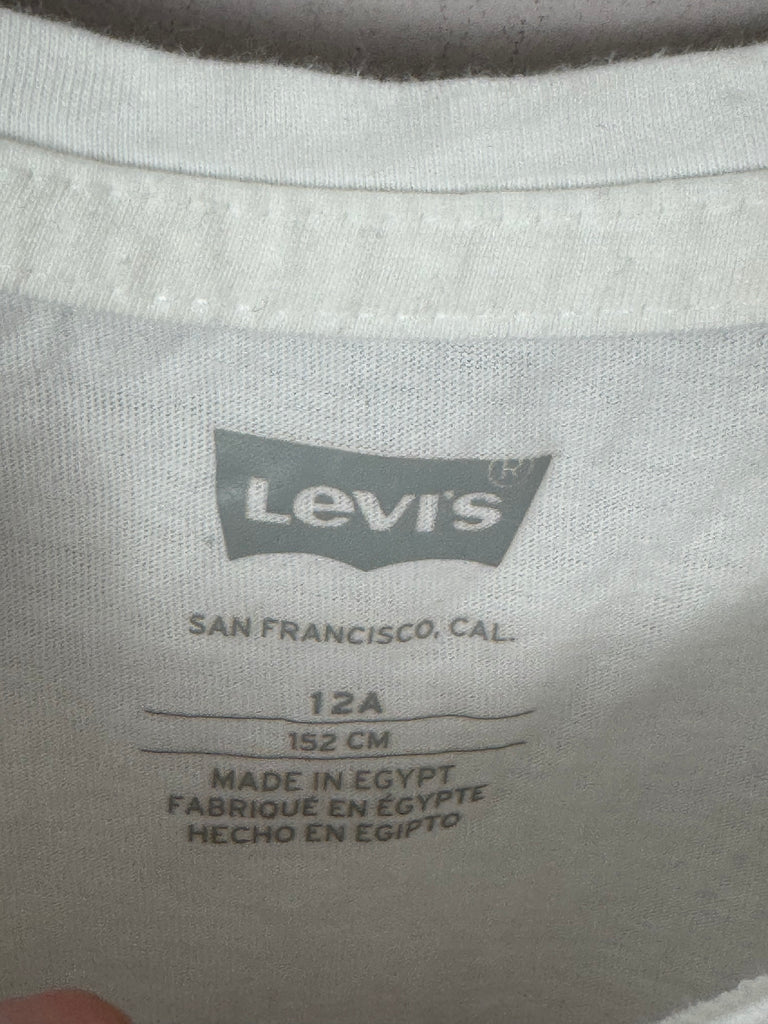 LEVI'S ®
SAN FRANCISCO, CAL.
12A
152 CM
MADE IN EGYPT
FABRIQUÉ EN ÉGYPTE
HECHO EN EGIPTO